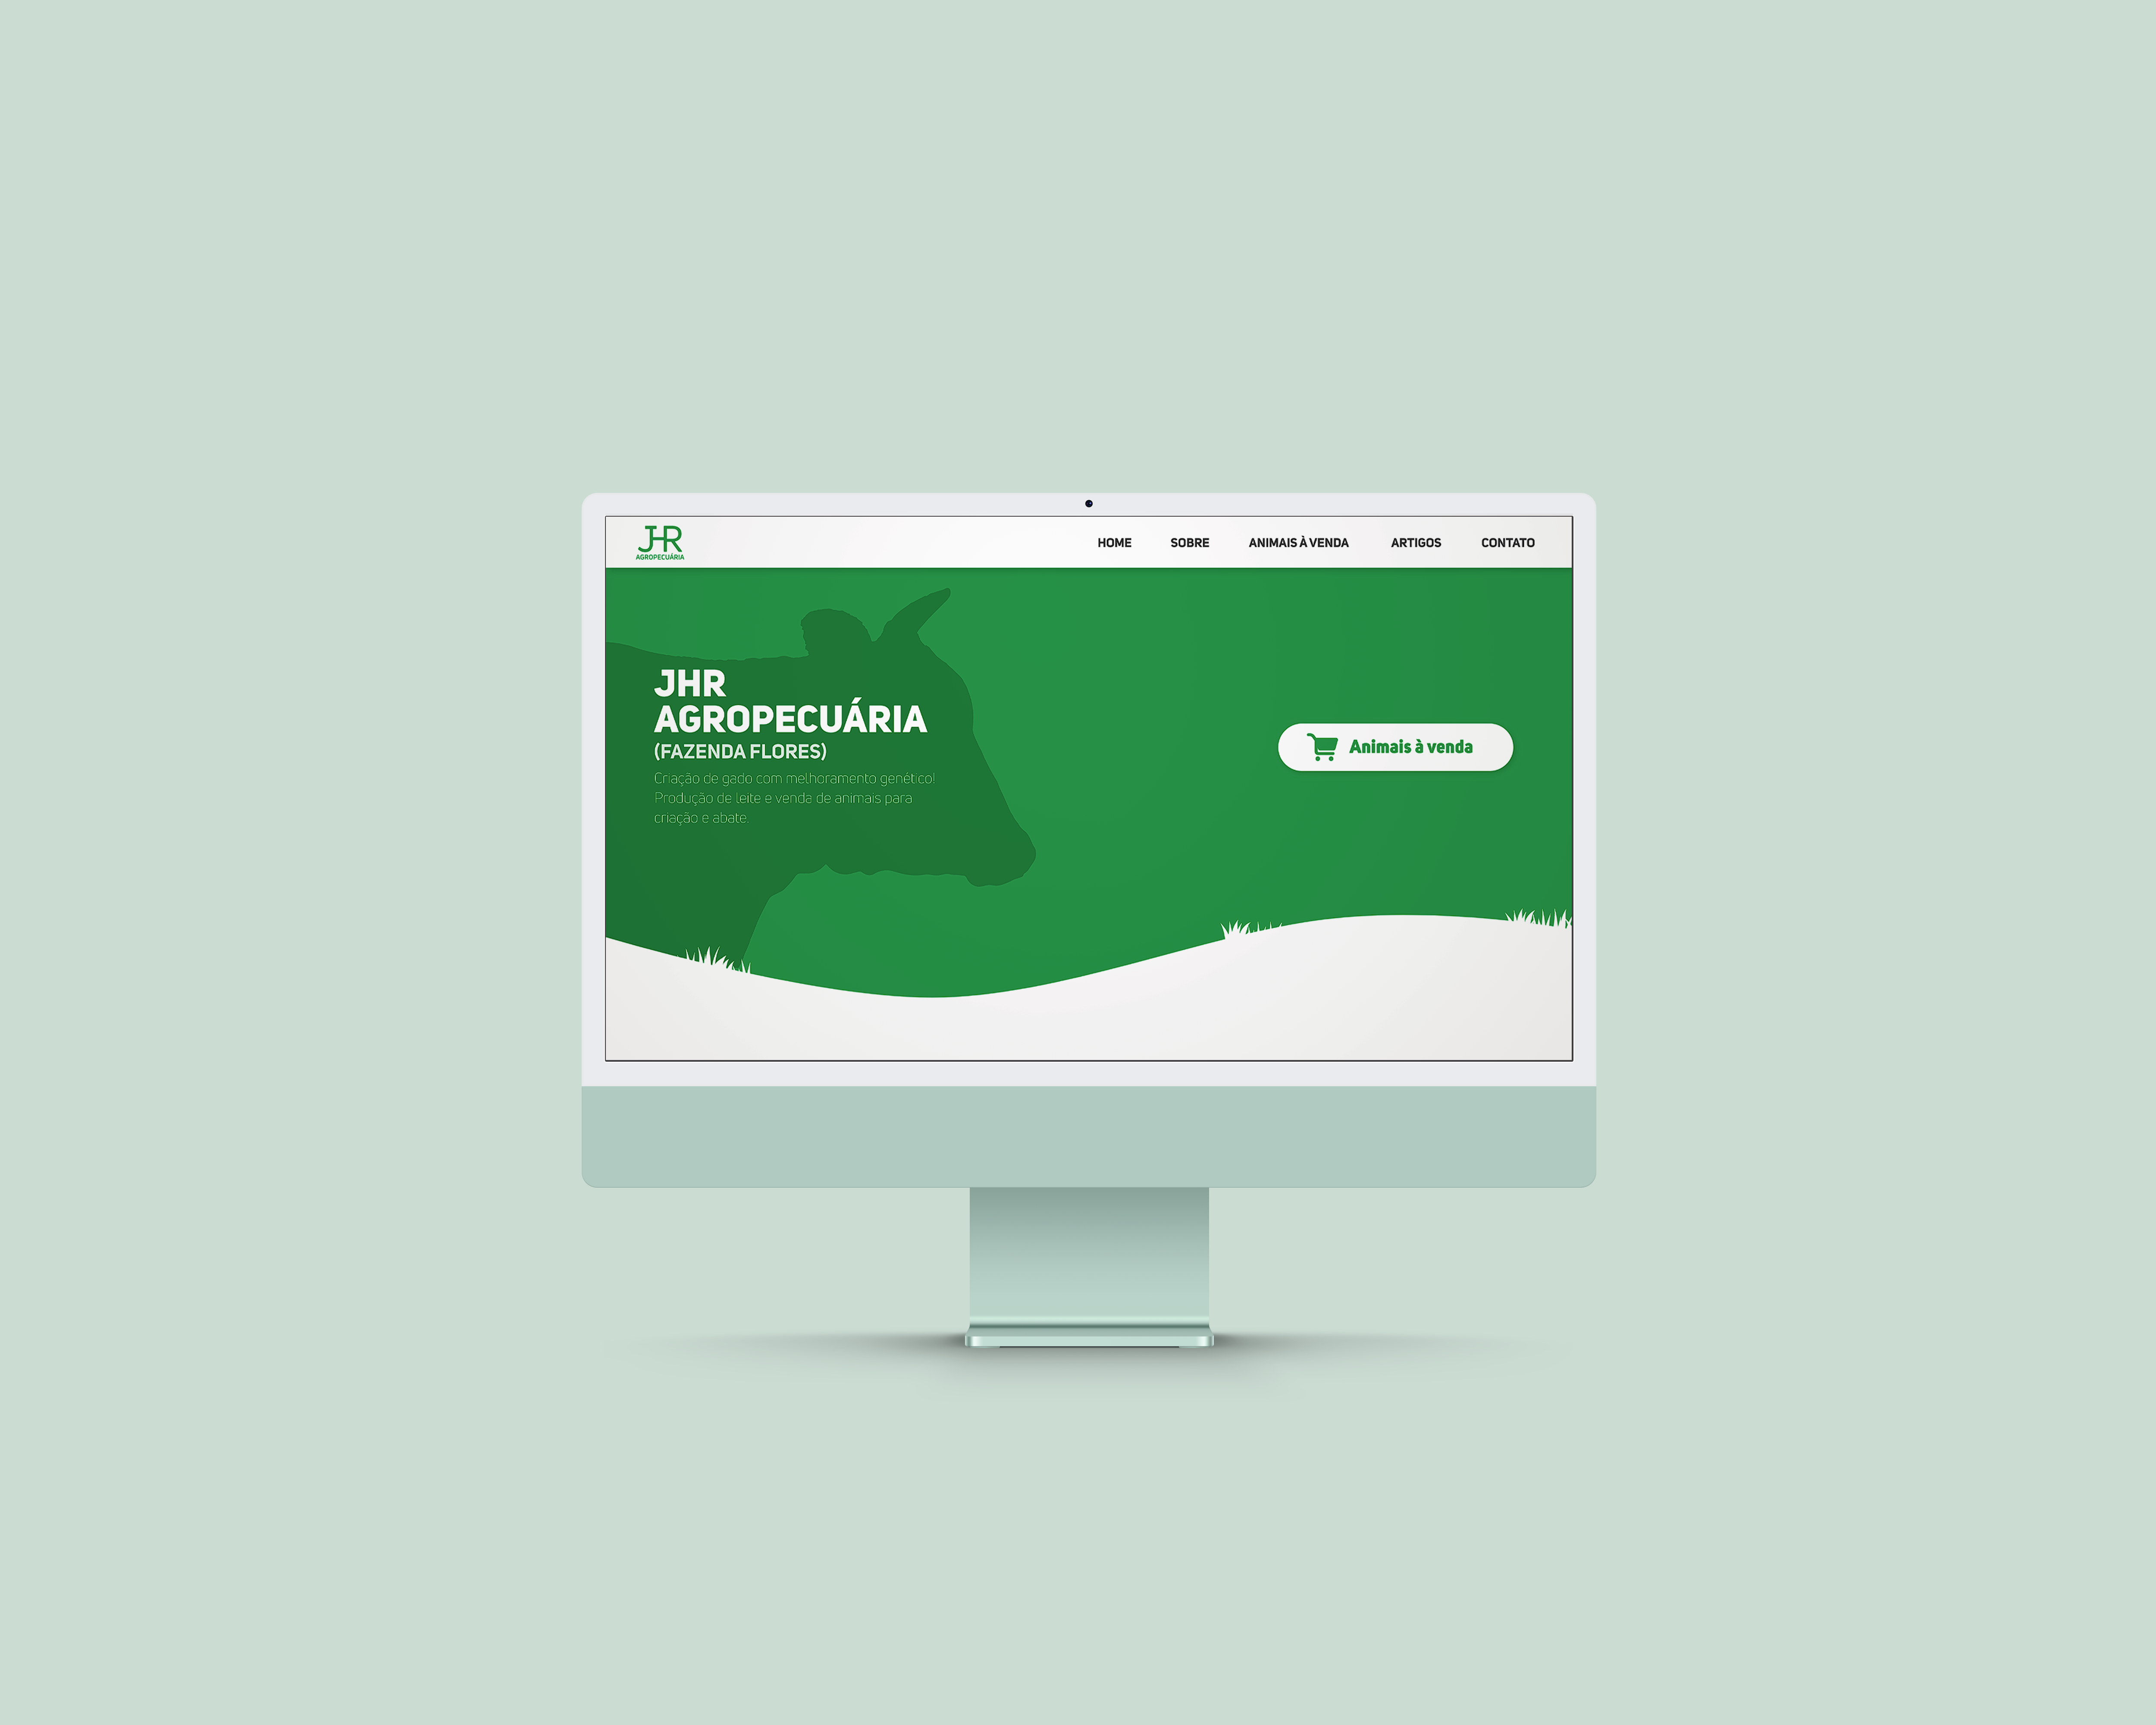 JHR
AGROPECUÁRIA
HOME SOBRE ANIMAIS À VENDA ARTIGOS CONTATO
JHR
AGROPECUÁRIA
(FAZENDA FLORES)
Criação de gado com melhoramento genético!
Produção de leite e venda de animais para
criação e abate.
Animais à venda